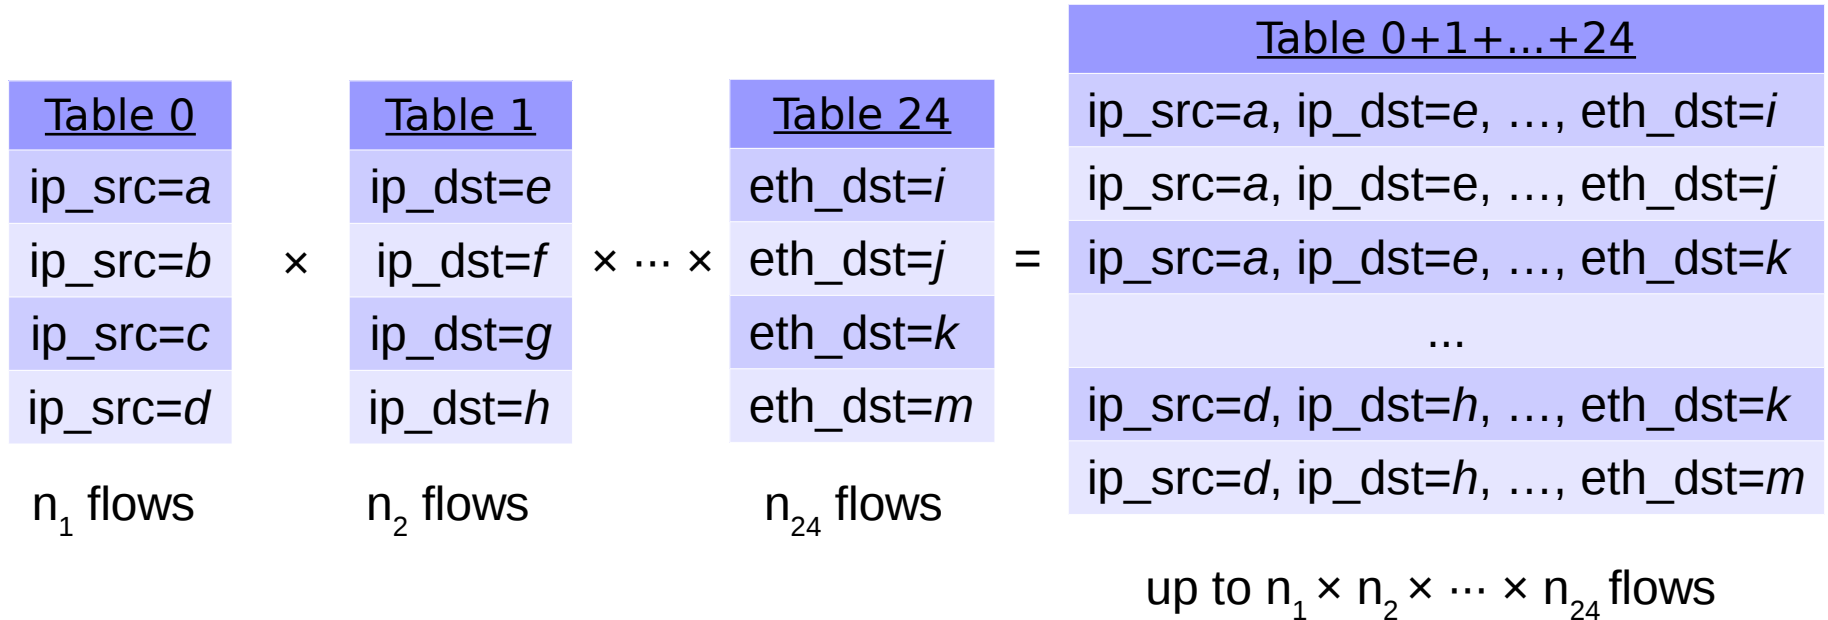 Table 0
ip_src=a
ip_src=b
ip_src=c
ip_src=d
n1 flows
×
Table 1
ip_dst=e
ip_dst=f
ip_dst=g
ip_dst=h
n2 flows
× ··· ×
Table 24
eth_dst=i
eth_dst=j
eth_dst=k
eth_dst=m
n24 flows
=
Table 0+1+...+24
ip_src=a, ip_dst=e, …, eth_dst=i
ip_src=a, ip_dst=e, …, eth_dst=j
ip_src=a, ip_dst=e, …, eth_dst=k
...
ip_src=d, ip_dst=h, …, eth_dst=k
ip_src=d, ip_dst=h, …, eth_dst=m
up to n1 × n2 × ··· × n24 flows